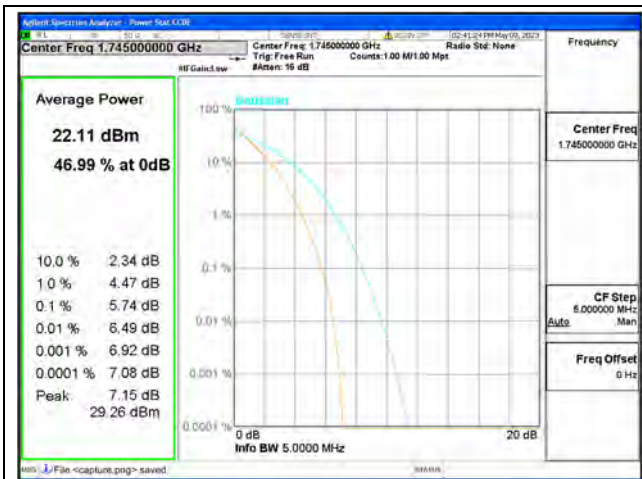 Agilent Spectrum Analyzer - Power Stat CCDF
Center Freq 1.745000000 GHz
Center Freq: 1.745000000 GHz
Radio Std: None
Trig: Free Run
Counts:1.00 M/1.00 Mpt
#IFGain:Low
#Atten: 16 dB
02:41:24 PM May 09, 2023
Frequency
Average Power
22.11 dBm
46.99 % at 0dB
10.0 % 2.34 dB
1.0 % 4.47 dB
0.1 % 5.74 dB
0.01 % 6.49 dB
0.001 % 6.92 dB
0.0001 % 7.08 dB
Peak 7.15 dB
29.26 dBm
Gaussian
100 %
10 %
1 %
0.1 %
0.01 %
0.001 %
0.0001 %
0 dB
20 dB
Info BW 5.0000 MHz
Center Freq
1.745000000 GHz
CF Step
5.000000 MHz
Auto Man
Freq Offset
0 Hz
MSG
File <capture.png> saved
STATUS